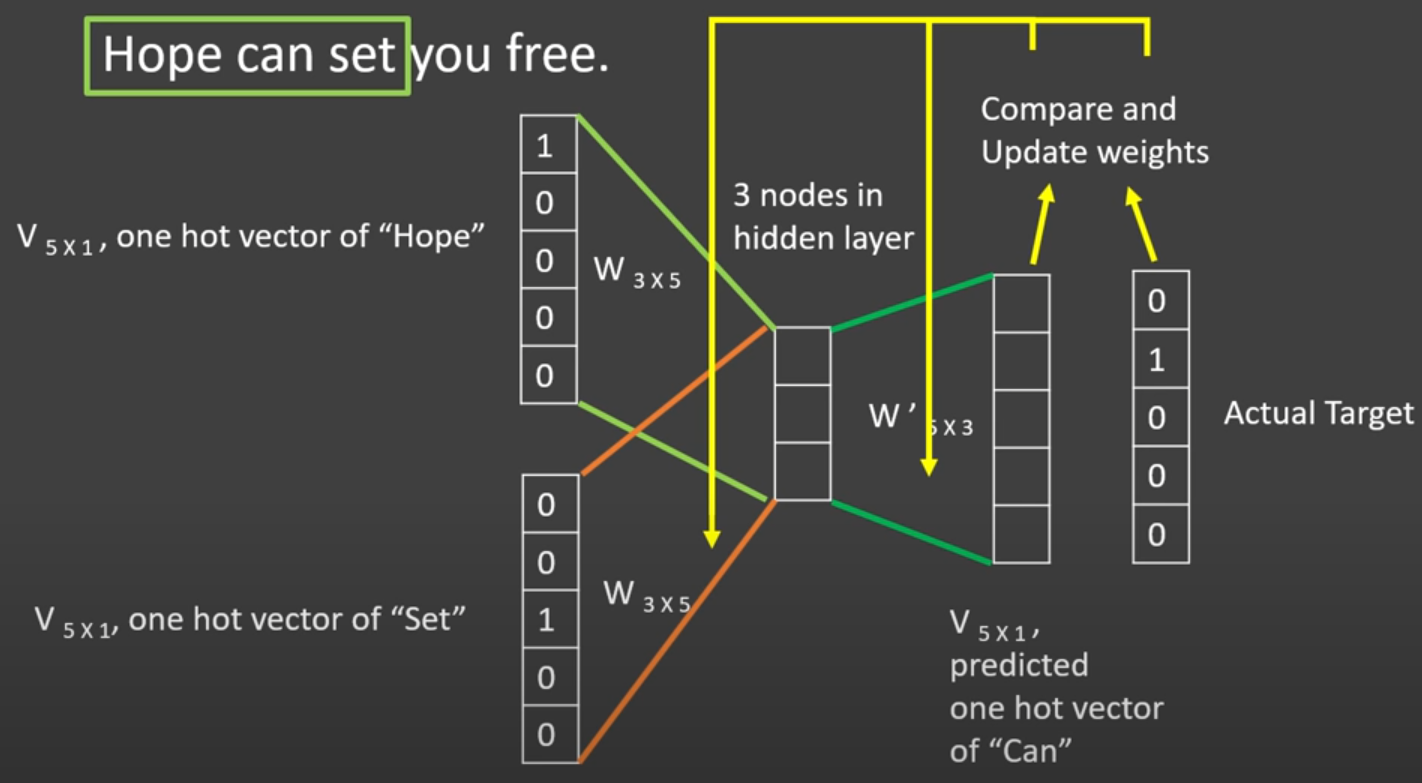 Hope can set you free.
1
0
0
0
0
V 5 X 1, one hot vector of “Hope”
W 3 X 5
3 nodes in
hidden layer
Compare and
Update weights
W ’ 5 X 3
0
1
0
0
0
Actual Target
0
0
1
0
0
V 5 X 1, one hot vector of “Set”
W 3 X 5
V 5 X 1,
predicted
one hot vector
of “Can”